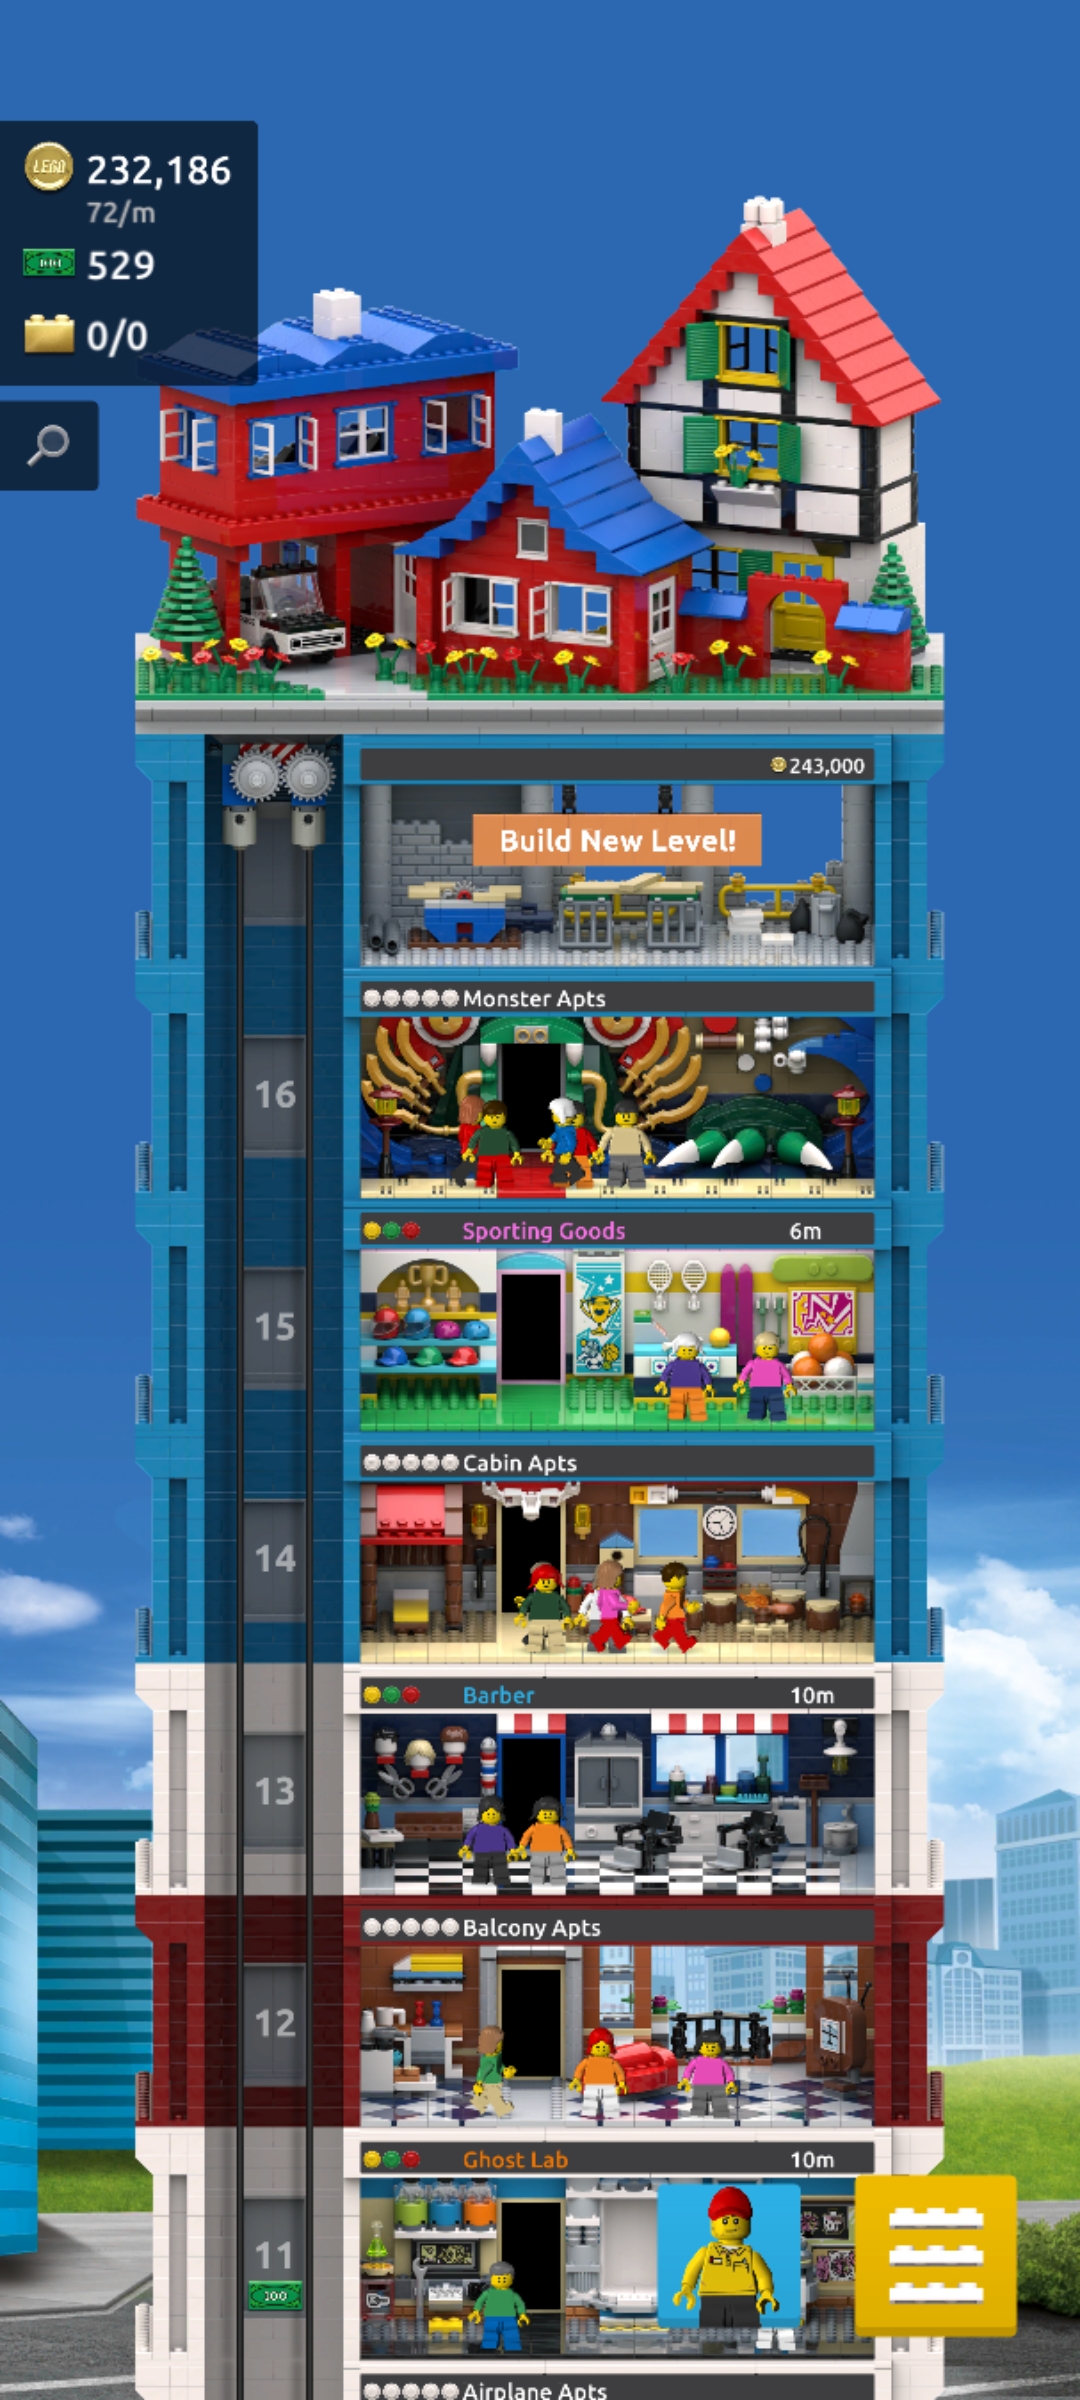 LEGO
232,186
72/m
529
0/0
243,000
Build New Level!
Monster Apts
16
Sporting Goods
6m
15
Cabin Apts
14
Barber
10m
13
Balcony Apts
12
Ghost Lab
10m
11
100
Airplane Apts